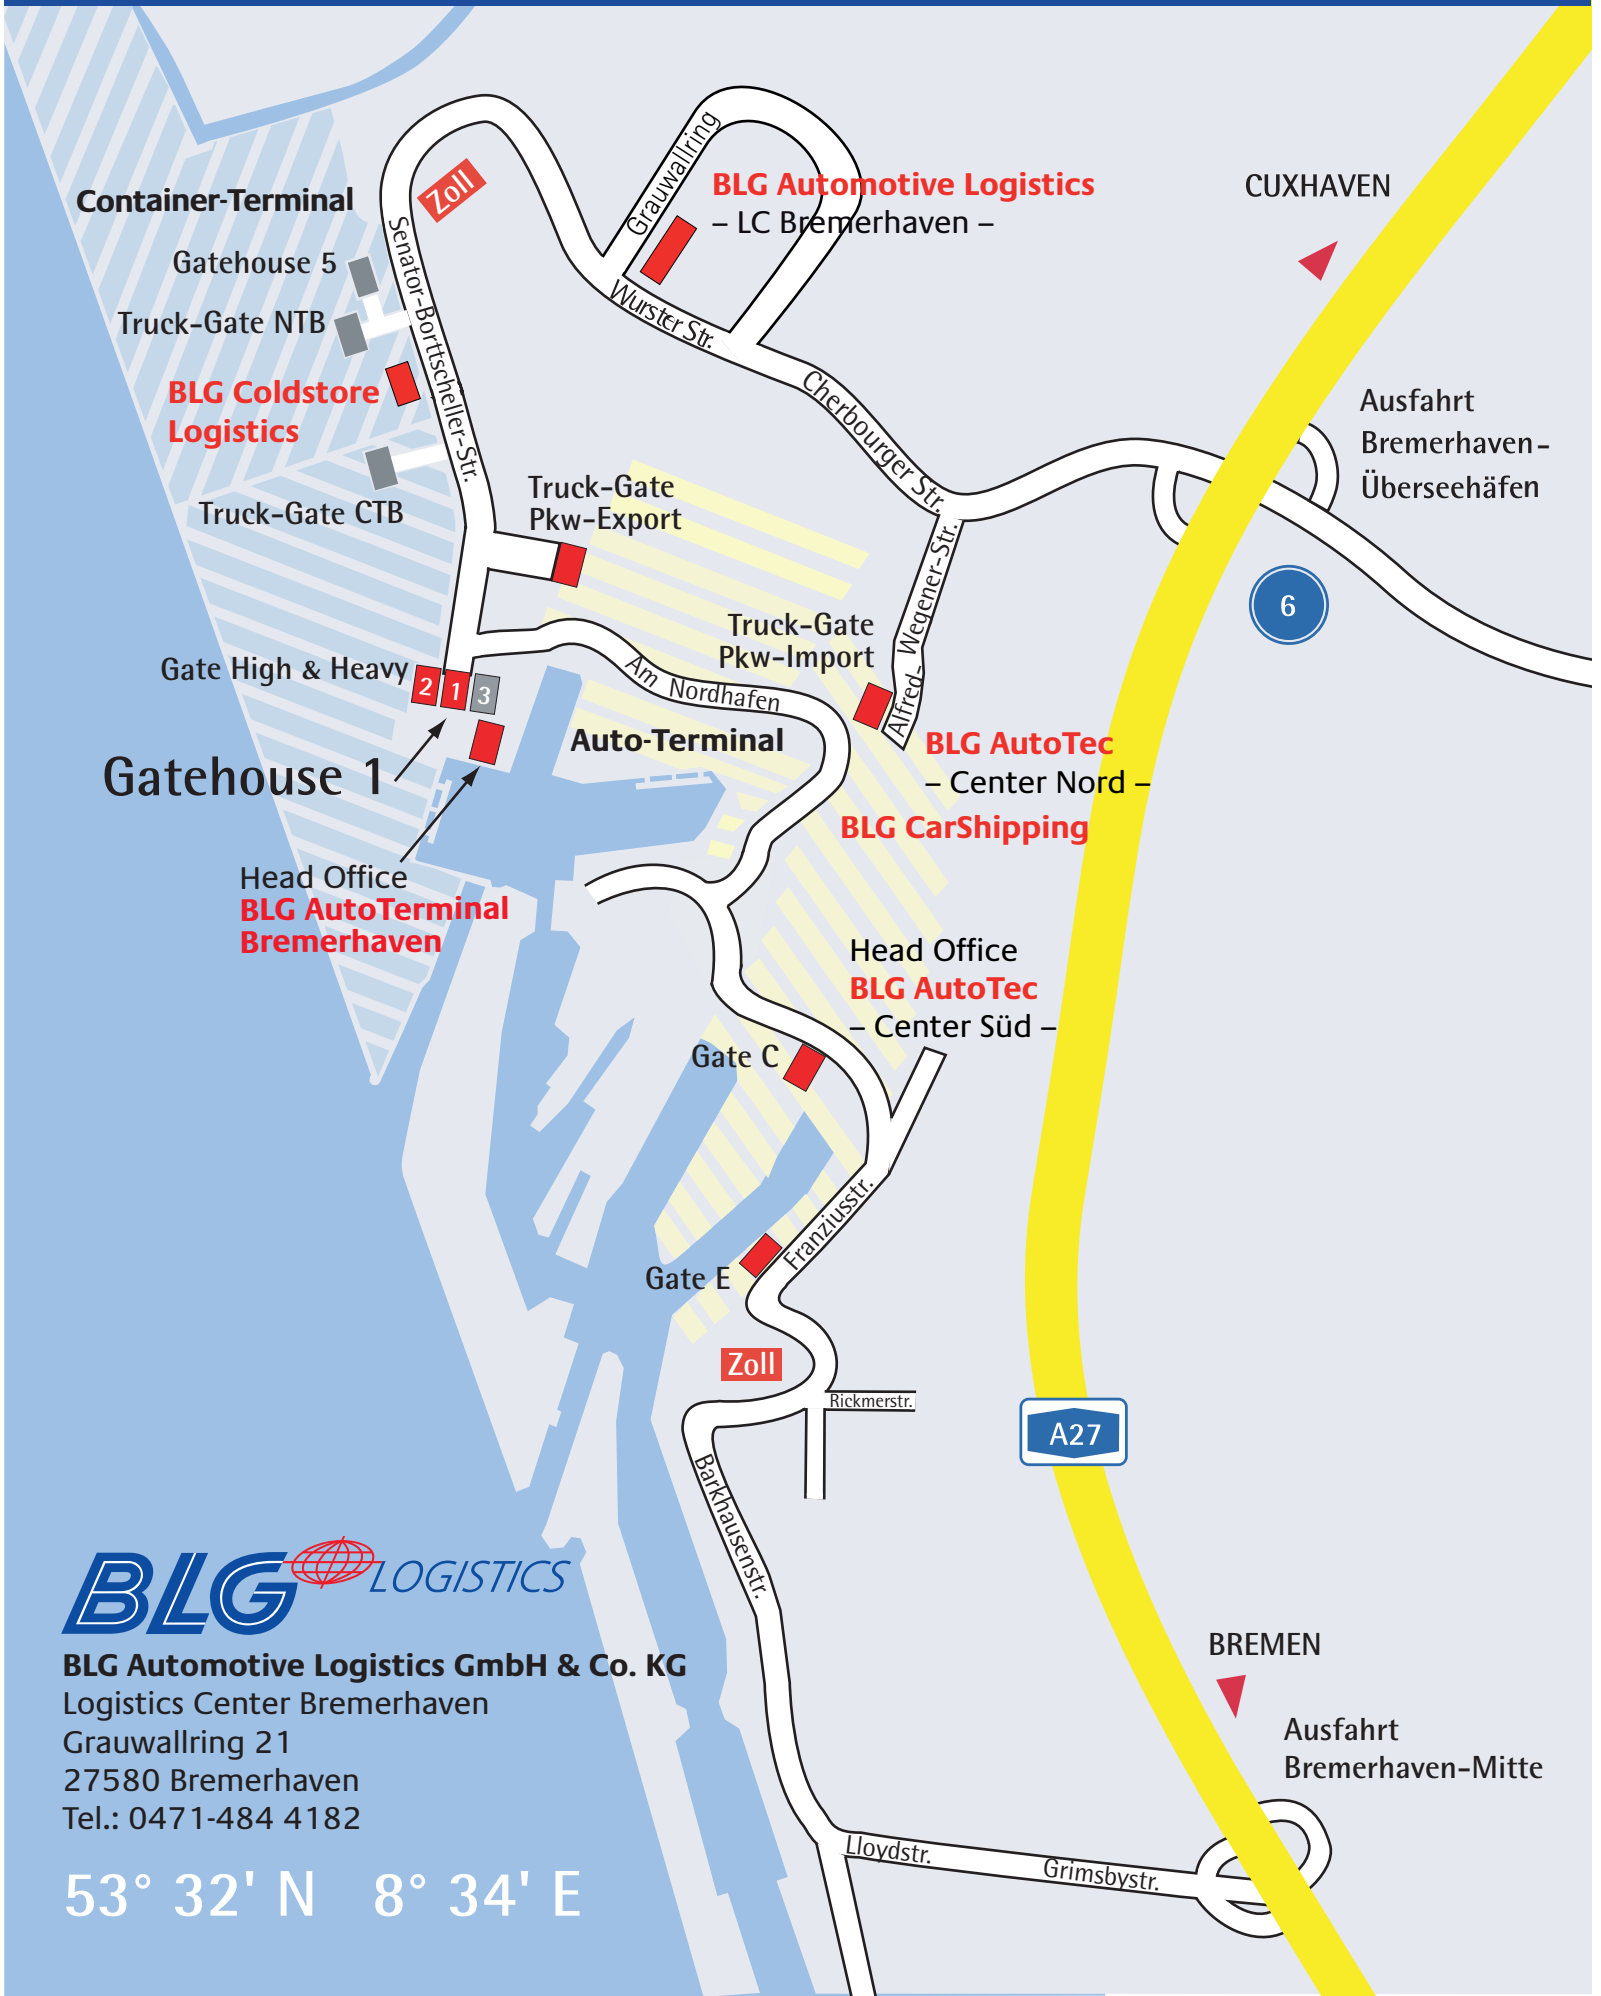 Container-Terminal
Zoll
Grauwallring
BLG Automotive Logistics
– LC Bremerhaven –
CUXHAVEN
Gatehouse 5
Truck-Gate NTB
Senator-Borttscheller-Str.
Wurster Str.
BLG Coldstore
Logistics
Cherbourger Str.
Ausfahrt
Bremerhaven-
Überseehäfen
Truck-Gate CTB
Truck-Gate
Pkw-Export
Alfred-Wegener-Str.
6
Truck-Gate
Pkw-Import
Gate High & Heavy
2
1
3
Am Nordhafen
Auto-Terminal
Gatehouse 1
BLG AutoTec
– Center Nord –
BLG CarShipping
Head Office
BLG AutoTerminal
Bremerhaven
Head Office
BLG AutoTec
– Center Süd –
Gate C
Franziusstr.
Gate E
Zoll
Rickmerstr.
A27
Barkhausenstr.
BLG LOGISTICS
BLG Automotive Logistics GmbH & Co. KG
Logistics Center Bremerhaven
Grauwallring 21
27580 Bremerhaven
Tel.: 0471-484 4182
53° 32' N 8° 34' E
BREMEN
Ausfahrt
Bremerhaven-Mitte
Lloydstr.
Grimsbystr.